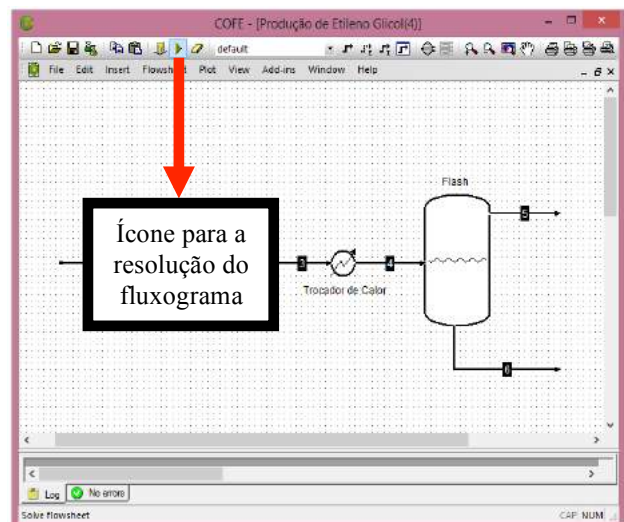 COFE - [Produção de Etileno Glicol(4)]
default
File Edit Insert Flowsheet Plot View Add-ins Window Help
Flash
5
Ícone para a
resolução do
fluxograma
3
4
Trocador de Calor
6
Log No errors
Solve flowsheet
CAP NUM